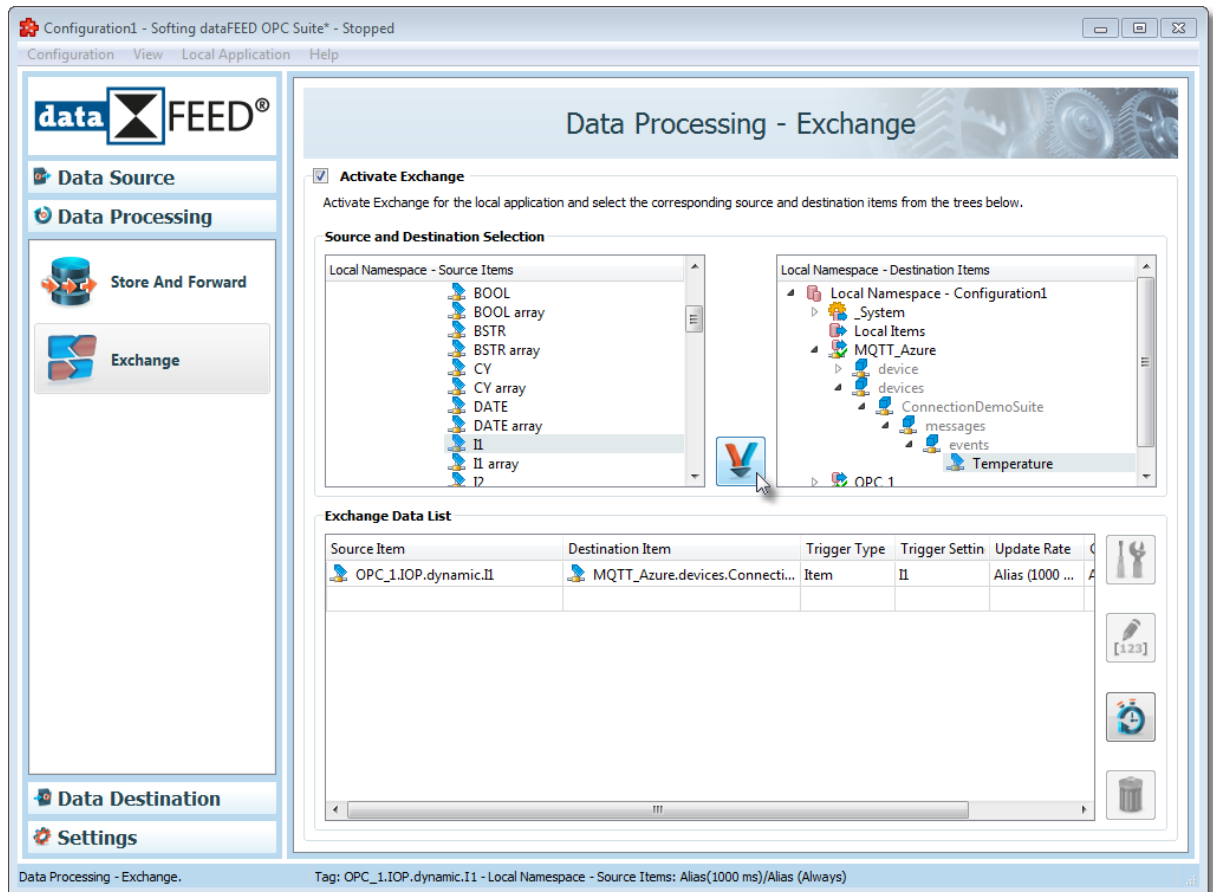 Configuration1 - Softing dataFEED OPC Suite* - Stopped
Configuration View Local Application Help
data FEED®
Data Source
Data Processing
Store And Forward
Exchange
Data Destination
Settings
Data Processing - Exchange
Activate Exchange
Activate Exchange for the local application and select the corresponding source and destination items from the trees below.
Source and Destination Selection
Local Namespace - Source Items
BOOL
BOOL array
BSTR
BSTR array
CY
CY array
DATE
DATE array
I1
I1 array
I2
Local Namespace - Destination Items
Local Namespace - Configuration1
_System
Local Items
MQTT_Azure
device
devices
ConnectionDemoSuite
messages
events
Temperature
OPC_1
Exchange Data List
Source Item Destination Item Trigger Type Trigger Settin Update Rate
OPC_1.IOP.dynamic.I1 MQTT_Azure.devices.Connecti... Item I1 Alias (1000 ...
[123]
Data Processing - Exchange. Tag: OPC_1.IOP.dynamic.I1 - Local Namespace - Source Items: Alias(1000 ms)/Alias (Always)